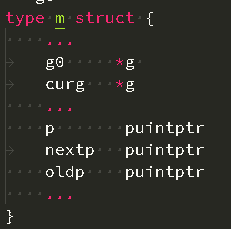 type m struct {
...
g0 *g
curg *g
...
p puintptr
nextp puintptr
oldp puintptr
...
}